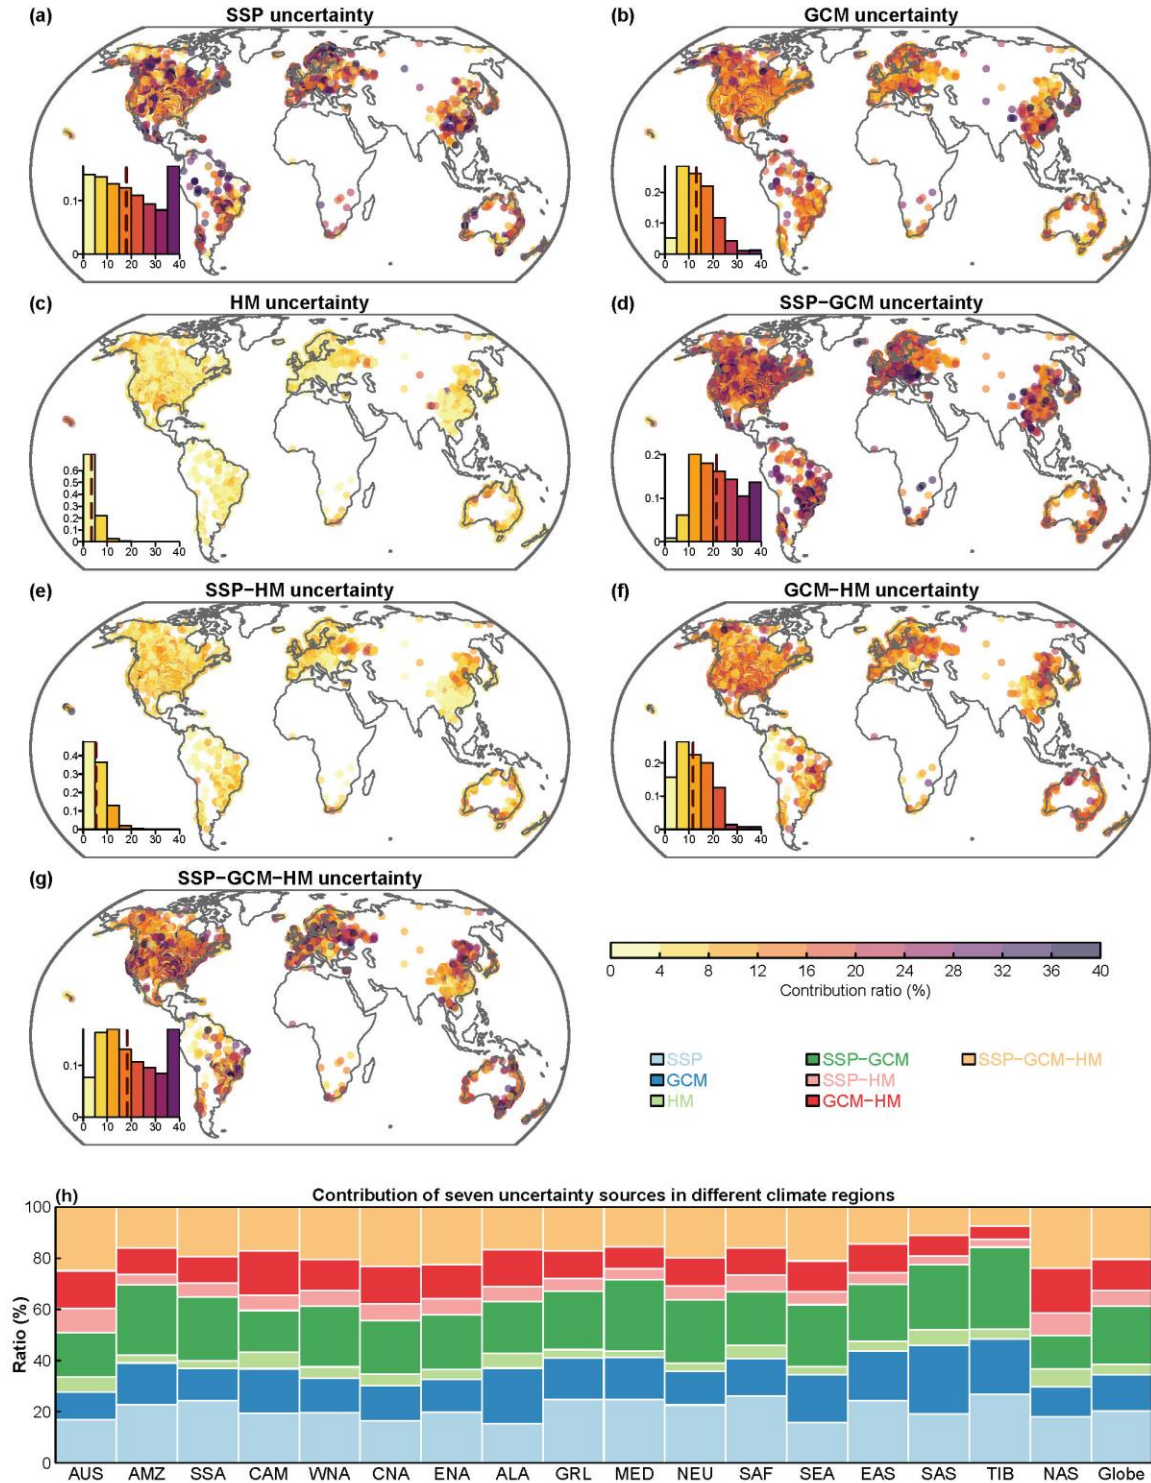 (a) SSP uncertainty
0.1
0
0 10 20 30 40
(b) GCM uncertainty
0.2
0.1
0
0 10 20 30 40
(c) HM uncertainty
0.6
0.5
0.4
0.3
0.2
0.1
0
0 10 20 30 40
(d) SSP−GCM uncertainty
0.2
0.1
0
0 10 20 30 40
(e) SSP−HM uncertainty
0.4
0.3
0.2
0.1
0
0 10 20 30 40
(f) GCM−HM uncertainty
0.2
0.1
0
0 10 20 30 40
(g) SSP−GCM−HM uncertainty
0.1
0
0 10 20 30 40
0 4 8 12 16 20 24 28 32 36 40
Contribution ratio (%)
SSP SSP−GCM SSP−GCM−HM
GCM SSP−HM
HM GCM−HM
(h) Contribution of seven uncertainty sources in different climate regions
Ratio (%)
100
80
60
40
20
0
AUS AMZ SSA CAM WNA CNA ENA ALA GRL MED NEU SAF SEA EAS SAS TIB NAS Globe